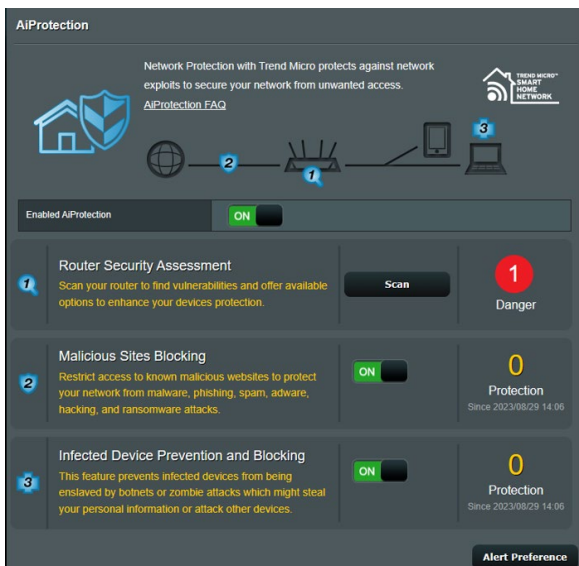 AiProtection
Network Protection with Trend Micro protects against network
exploits to secure your network from unwanted access.
AiProtection FAQ
TREND MICRO™
SMART
HOME
NETWORK
3
2
1
Enabled AiProtection
ON
1
Router Security Assessment
Scan your router to find vulnerabilities and offer available
options to enhance your devices protection.
Scan
1
Danger
2
Malicious Sites Blocking
Restrict access to known malicious websites to protect
your network from malware, phishing, spam, adware,
hacking, and ransomware attacks.
ON
0
Protection
Since 2023/08/29 14:06
3
Infected Device Prevention and Blocking
This feature prevents infected devices from being
enslaved by botnets or zombie attacks which might steal
your personal information or attack other devices.
ON
0
Protection
Since 2023/08/29 14:06
Alert Preference